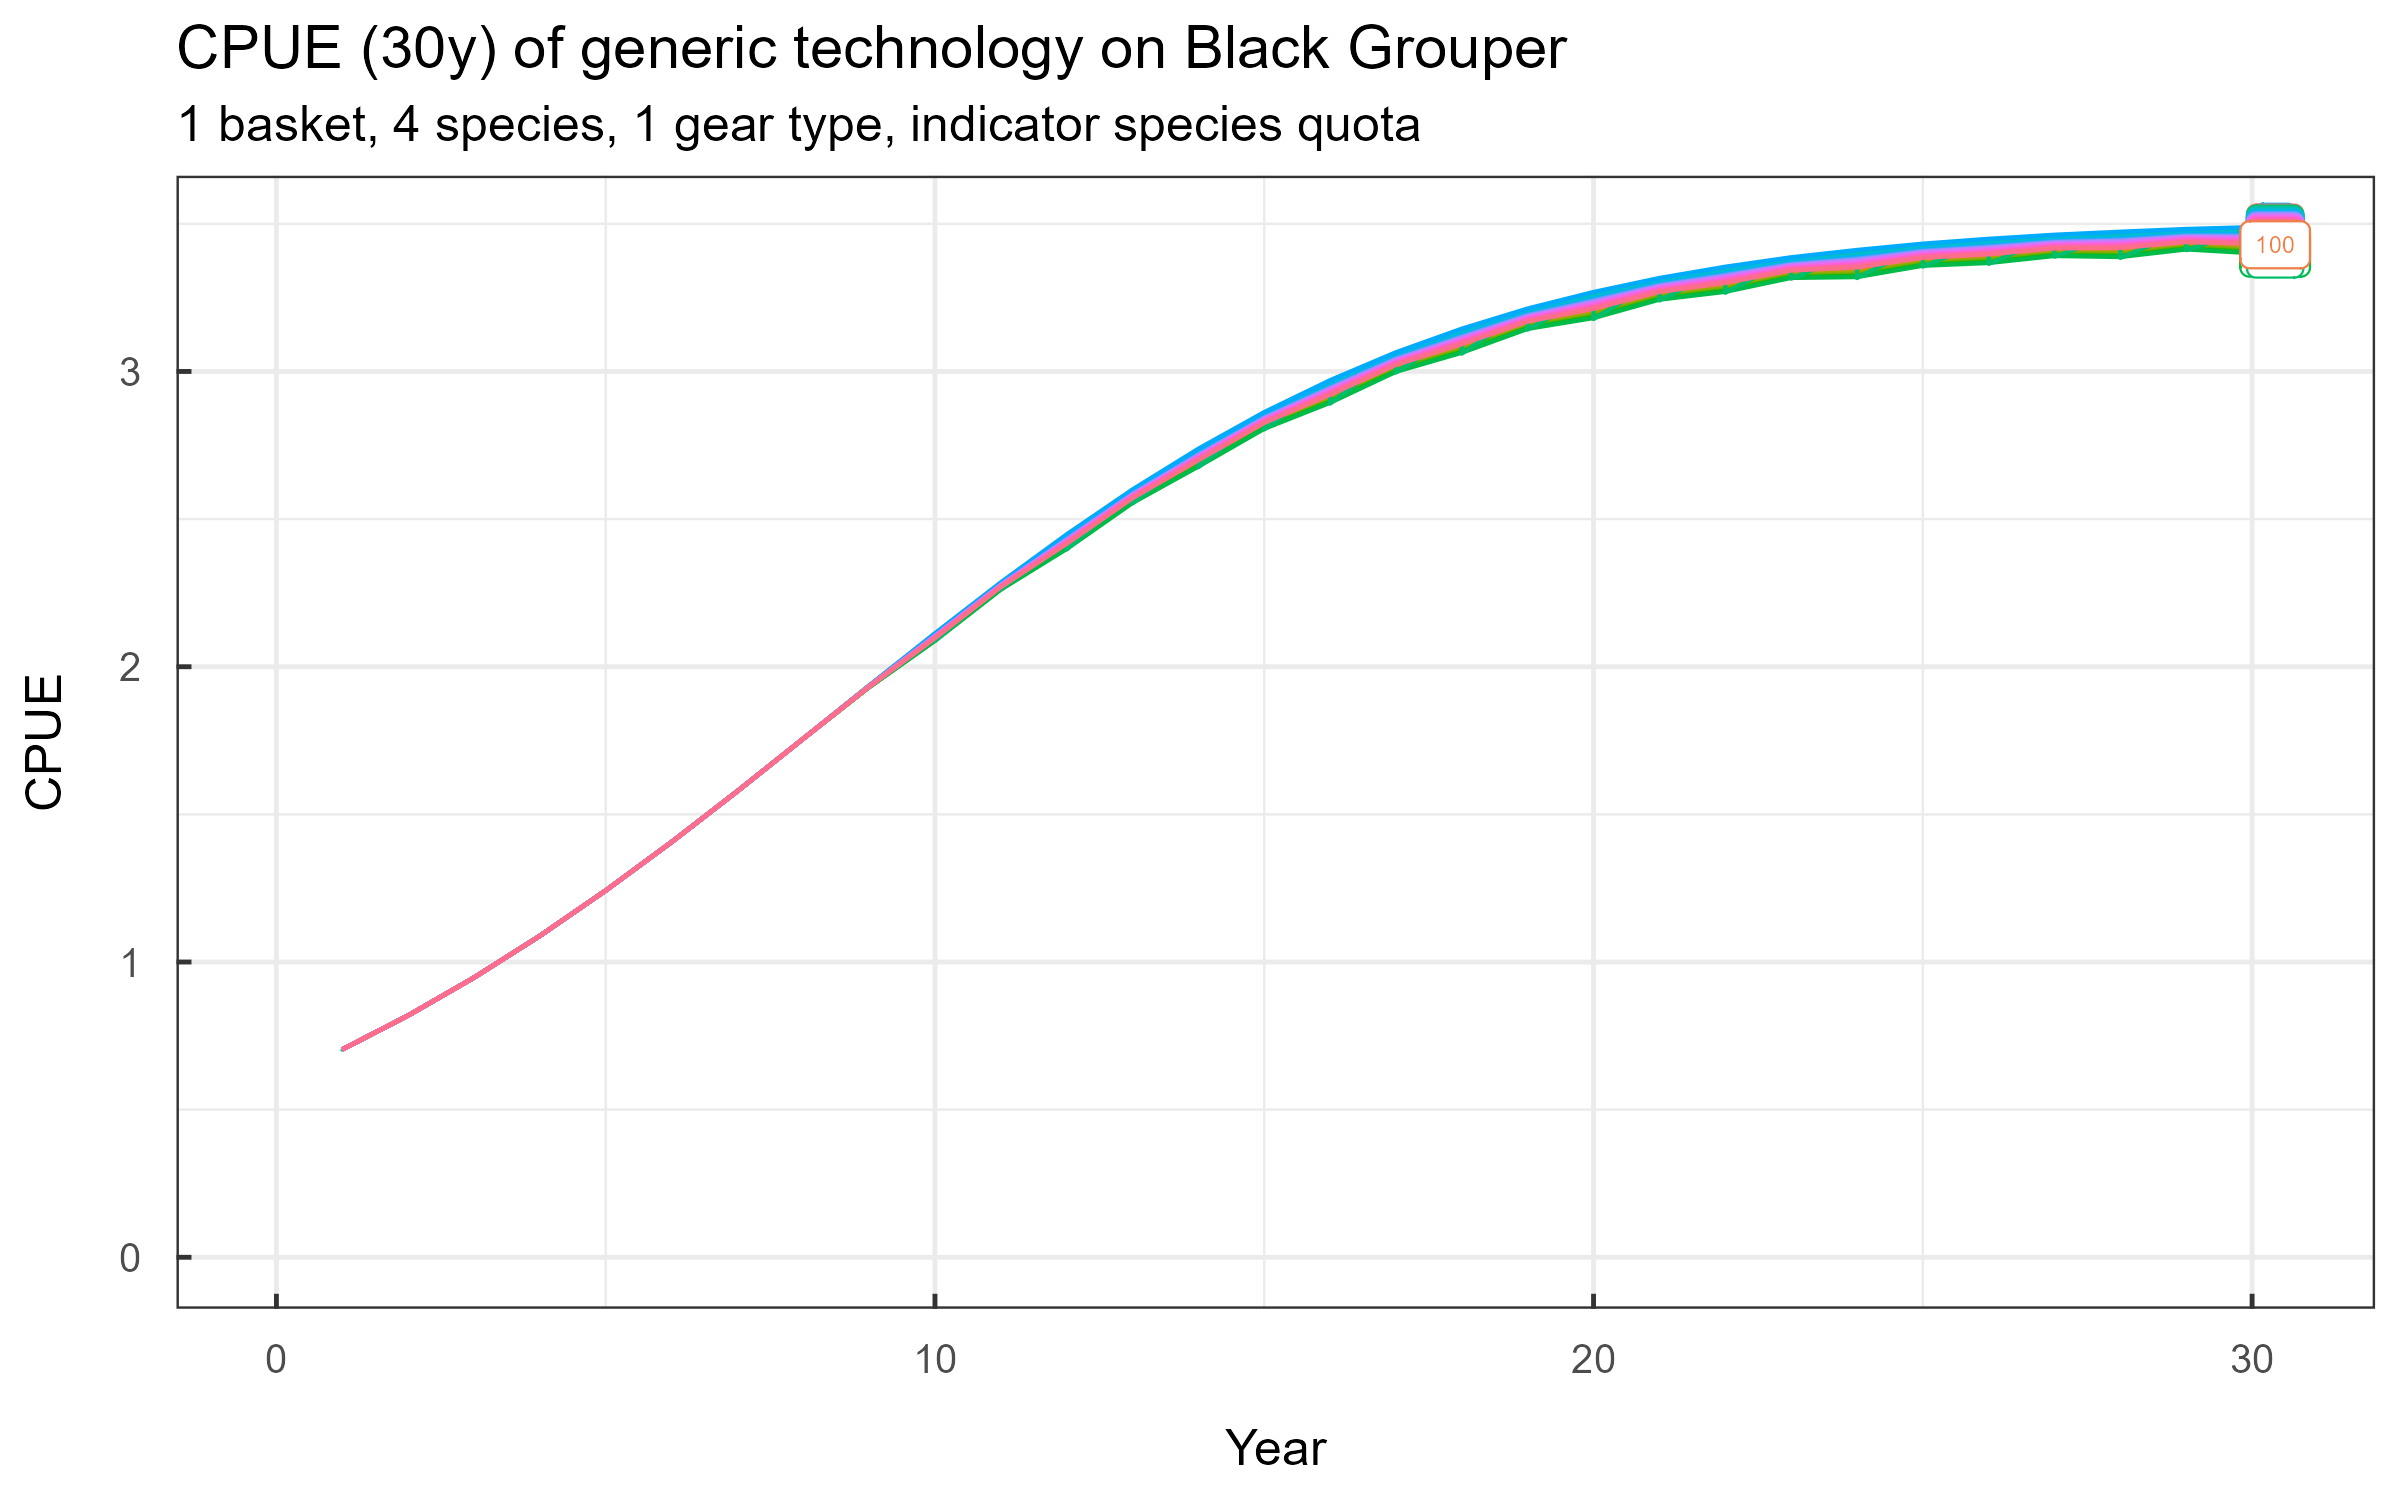 CPUE (30y) of generic technology on Black Grouper
1 basket, 4 species, 1 gear type, indicator species quota
100
3
2
1
0
CPUE
0 10 20 30
Year